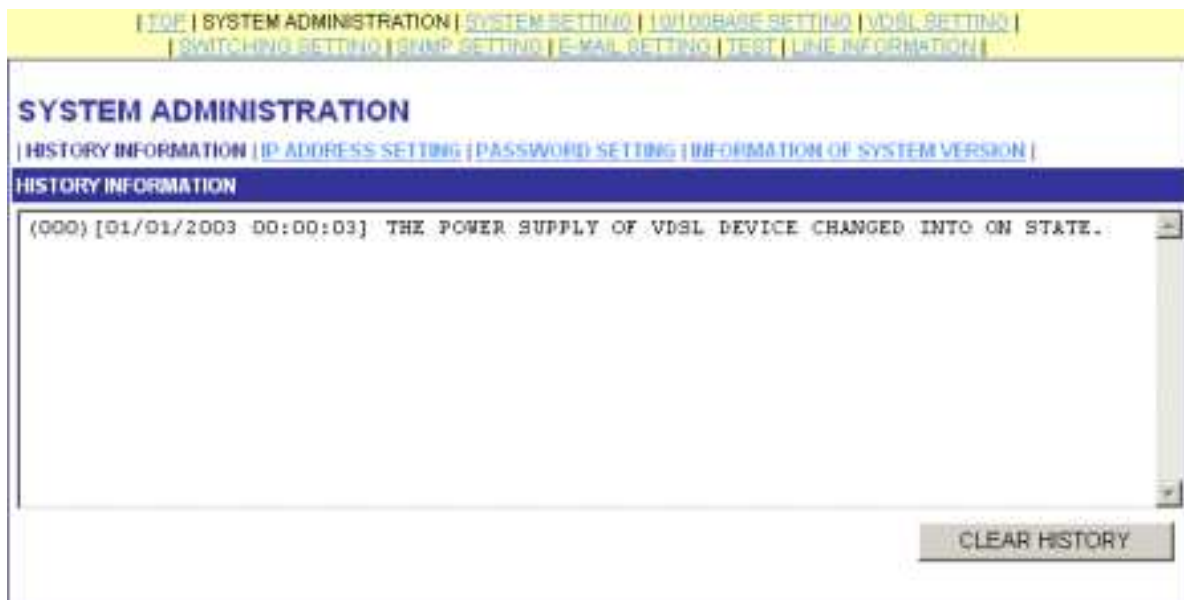 | TOP | SYSTEM ADMINISTRATION | SYSTEM SETTING | 10/100BASE SETTING | VDSL SETTING |
| SWITCHING SETTING | SNMP SETTING | E-MAIL SETTING | TEST | LINE INFORMATION |
SYSTEM ADMINISTRATION
| HISTORY INFORMATION | IP ADDRESS SETTING | PASSWORD SETTING | INFORMATION OF SYSTEM VERSION |
HISTORY INFORMATION
(000)[01/01/2003 00:00:03] THE POWER SUPPLY OF VDSL DEVICE CHANGED INTO ON STATE.
CLEAR HISTORY